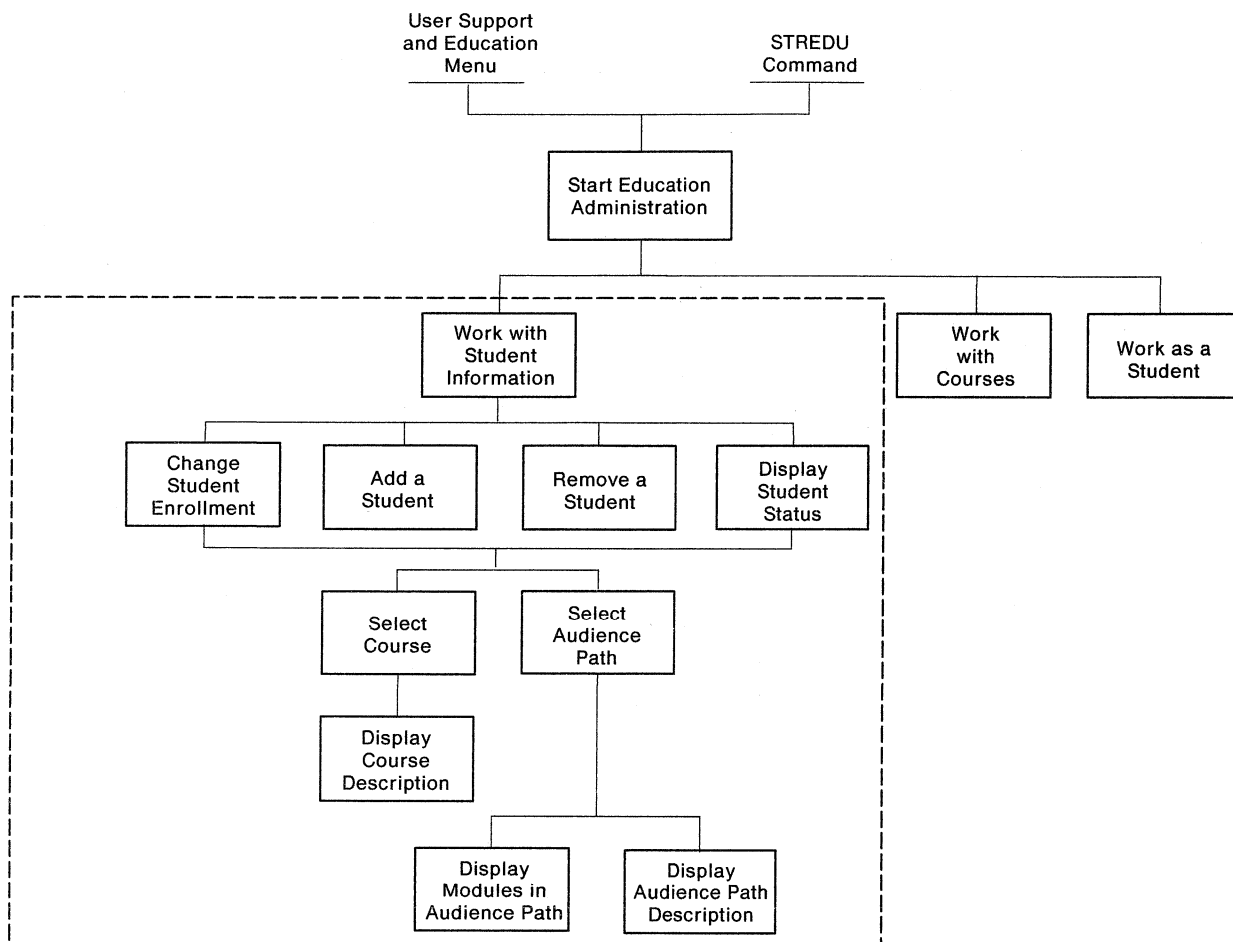 User Support
and Education
Menu
STREDU
Command
Start Education
Administration
Work with
Student
Information
Work
with
Courses
Work as a
Student
Change
Student
Enrollment
Add a
Student
Remove a
Student
Display
Student
Status
Select
Course
Select
Audience
Path
Display
Course
Description
Display
Modules in
Audience Path
Display
Audience Path
Description